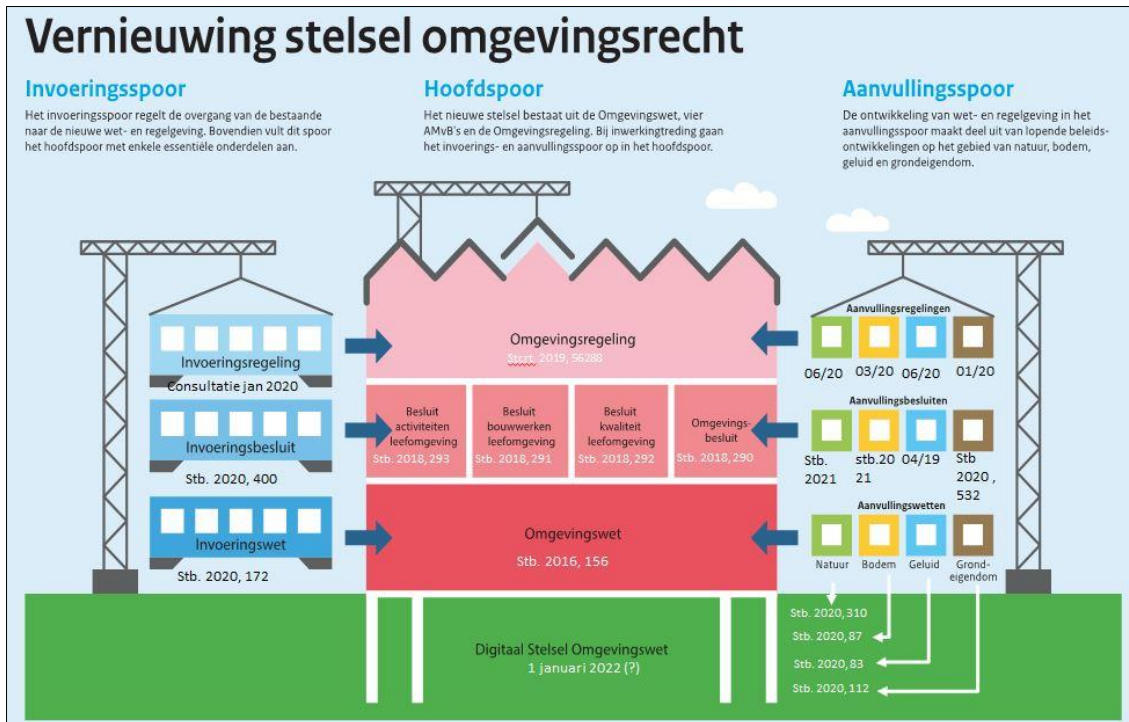 Vernieuwing stelsel omgevingsrecht
Invoeringsspoor
Het invoeringsspoor regelt de overgang van de bestaande
naar de nieuwe wet- en regelgeving. Bovendien vult dit spoor
het hoofdspoor met enkele essentiële onderdelen aan.
Hoofdspoor
Het nieuwe stelsel bestaat uit de Omgevingswet, vier
AMvB's en de Omgevingsregeling. Bij inwerkingtreding gaan
het invoerings- en aanvullingsspoor op in het hoofdspoor.
Aanvullingsspoor
De ontwikkeling van wet- en regelgeving in het
aanvullingsspoor maakt deel uit van lopende beleids-
ontwikkelingen op het gebied van natuur, bodem,
geluid en grondeigendom.
Invoeringsregeling
Consultatie jan 2020
Invoeringsbesluit
Stb. 2020, 400
Invoeringswet
Stb. 2020, 172
Omgevingsregeling
Stcrt. 2019, 56288
Besluit
activiteiten
leefomgeving
Stb. 2018, 293
Besluit
bouwwerken
leefomgeving
Stb. 2018, 291
Besluit
kwaliteit
leefomgeving
Stb. 2018, 292
Omgevings-
besluit
Stb. 2018, 290
Omgevingswet
Stb. 2016, 156
Digitaal Stelsel Omgevingswet
1 januari 2022 (?)
Aanvullingsregelingen
06/20
03/20
06/20
01/20
Aanvullingsbesluiten
Stb.
2021
stb.20
21
04/19
Stb
2020 ,
532
Aanvullingswetten
Natuur
Bodem
Geluid
Grond-
eigendom
Stb. 2020, 310
Stb. 2020, 87
Stb. 2020, 83
Stb. 2020, 112